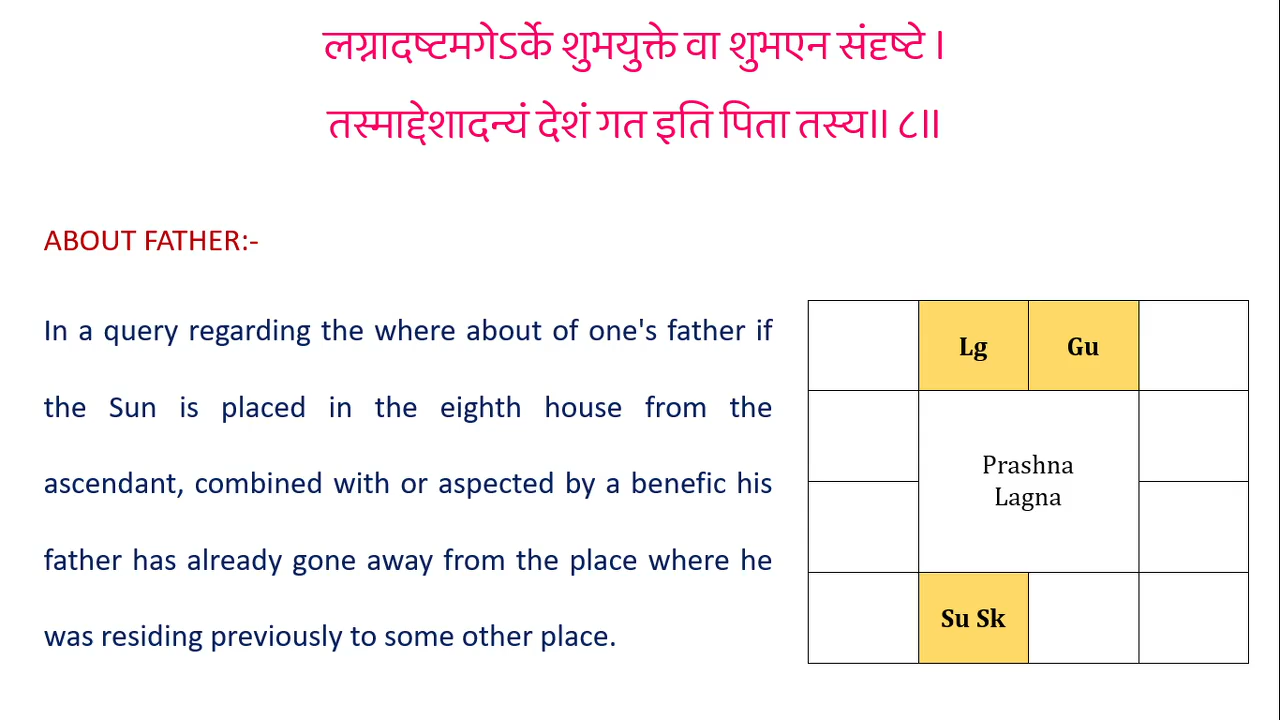 लग्नादष्टमगेऽर्के शुभयुक्ते वा शुभएन संदृष्टे ।
तस्माद्देशादन्यं देशं गत इति पिता तस्य॥ ८॥
ABOUT FATHER:-
In a query regarding the where about of one's father if
the Sun is placed in the eighth house from the
ascendant, combined with or aspected by a benefic his
father has already gone away from the place where he
was residing previously to some other place.
Lg
Gu
Prashna
Lagna
Su Sk